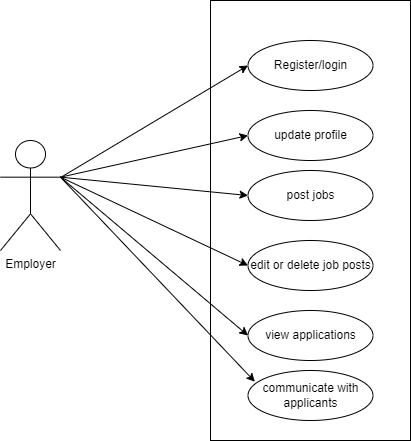 Register/login
update profile
post jobs
Employer
edit or delete job posts
view applications
communicate with
applicants